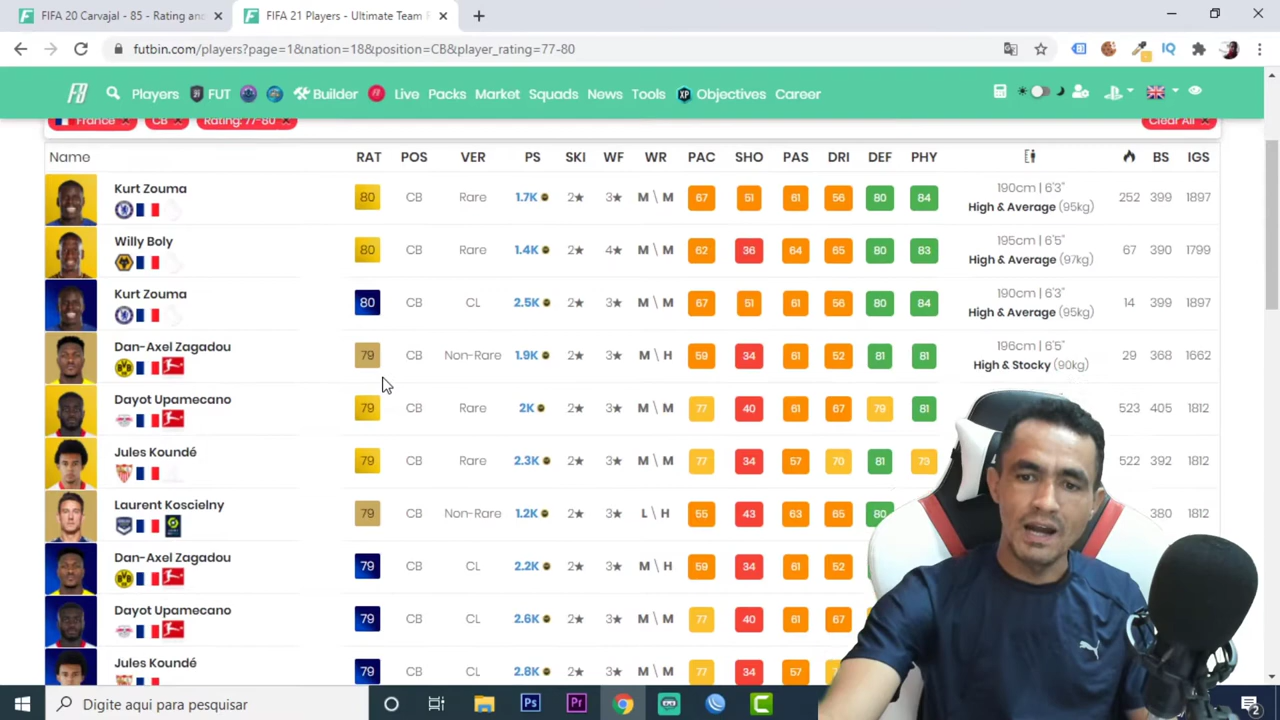 FIFA 20 Carvajal - 85 - Rating and
FIFA 21 Players - Ultimate Team F
futbin.com/players?page=1&nation=18&position=CB&player_rating=77-80
Players FUT Builder Live Packs Market Squads News Tools XP Objectives Career
France CB Rating: 77-80 Clear All
Name RAT POS VER PS SKI WF WR PAC SHO PAS DRI DEF PHY BS IGS
Kurt Zouma 80 CB Rare 1.7K 2★ 3★ M \ M 67 51 61 56 80 84 190cm | 6'3" High & Average (95kg) 252 399 1897
Willy Boly 80 CB Rare 1.4K 2★ 4★ M \ M 62 36 64 65 80 83 195cm | 6'5" High & Average (97kg) 67 390 1799
Kurt Zouma 80 CB CL 2.5K 2★ 3★ M \ M 67 51 61 56 80 84 190cm | 6'3" High & Average (95kg) 14 399 1897
Dan-Axel Zagadou 79 CB Non-Rare 1.9K 2★ 3★ M \ H 59 34 61 52 81 81 196cm | 6'5" High & Stocky (90kg) 29 368 1662
Dayot Upamecano 79 CB Rare 2K 2★ 3★ M \ M 77 40 61 67 79 81 523 405 1812
Jules Koundé 79 CB Rare 2.3K 2★ 3★ M \ M 77 34 57 70 81 73 522 392 1812
Laurent Koscielny 79 CB Non-Rare 1.2K 2★ 3★ L \ H 55 43 63 65 80 380 1812
Dan-Axel Zagadou 79 CB CL 2.2K 2★ 3★ M \ H 59 34 61 52
Dayot Upamecano 79 CB CL 2.6K 2★ 3★ M \ M 77 40 61 67
Jules Koundé 79 CB CL 2.8K 2★ 3★ M \ M 77 34 57
Digite aqui para pesquisar